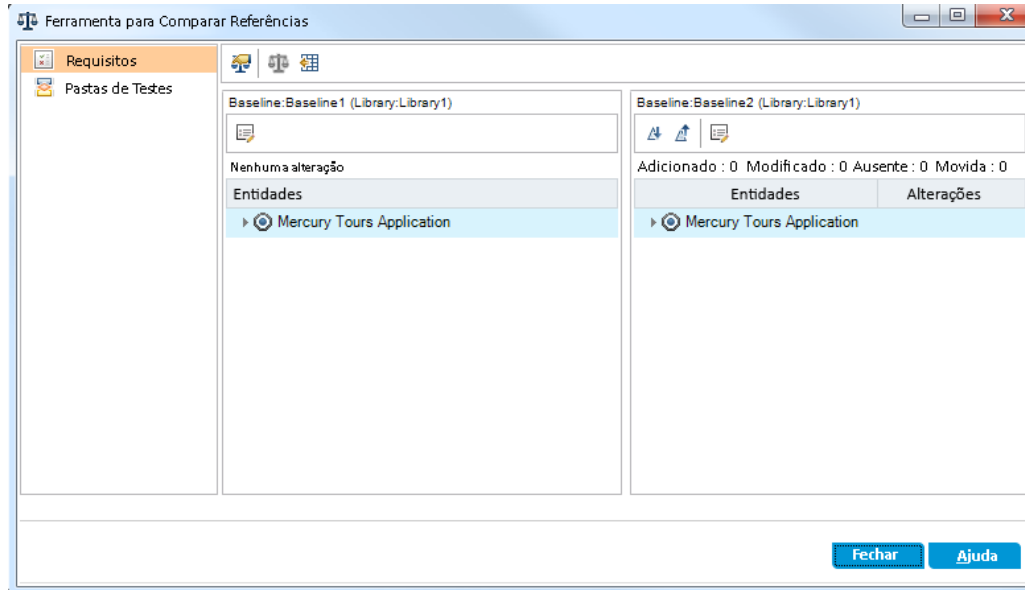 Ferramenta para Comparar Referências
Requisitos
Pastas de Testes
Baseline:Baseline1 (Library:Library1)
Nenhuma alteração
Entidades
Mercury Tours Application
Baseline:Baseline2 (Library:Library1)
Adicionado : 0 Modificado : 0 Ausente : 0 Movida : 0
Entidades Alterações
Mercury Tours Application
Fechar Ajuda